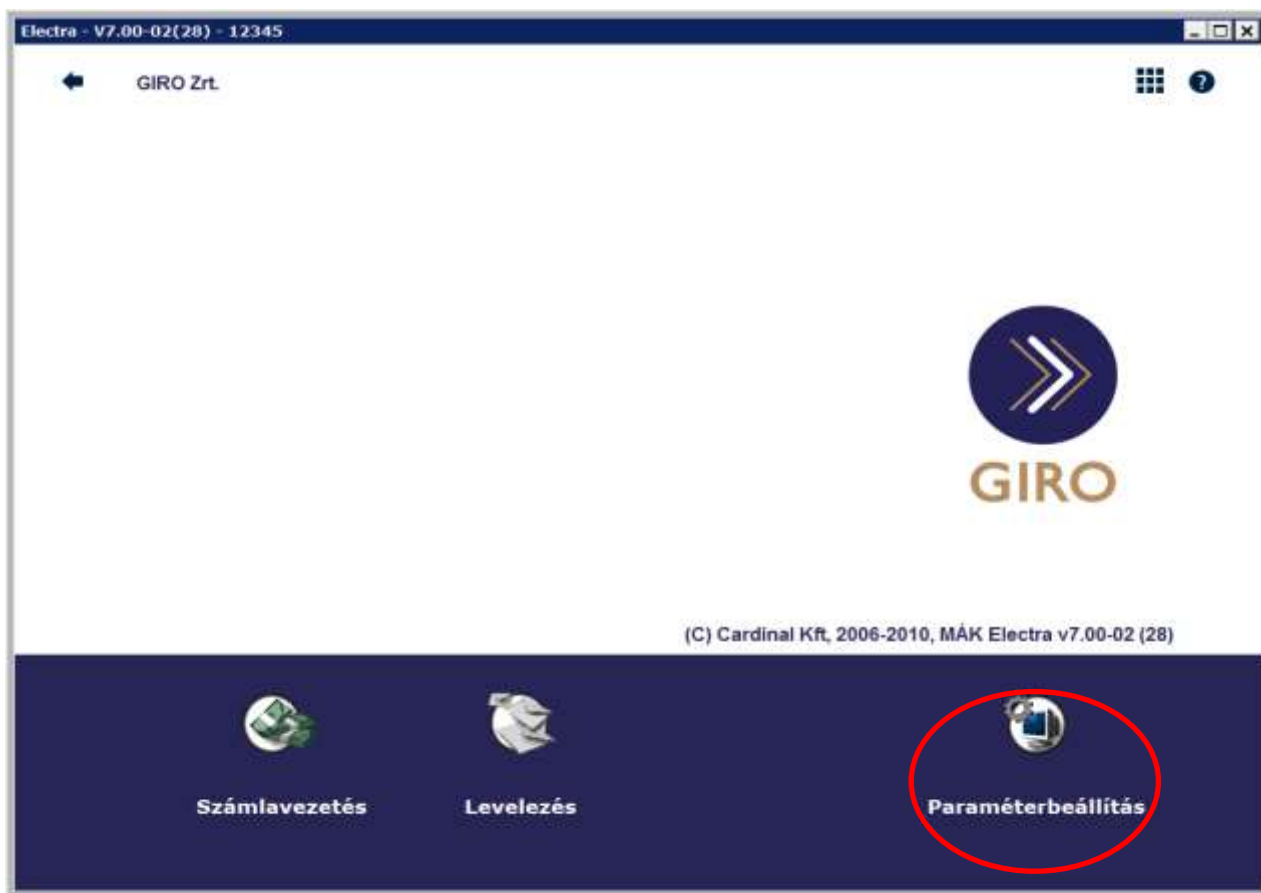 Electra - V7.00-02(28) - 12345
GIRO Zrt.
GIRO
(C) Cardinal Kft, 2006-2010, MÁK Electra v7.00-02 (28)
Számlavezetés
Levelezés
Paraméterbeállítás